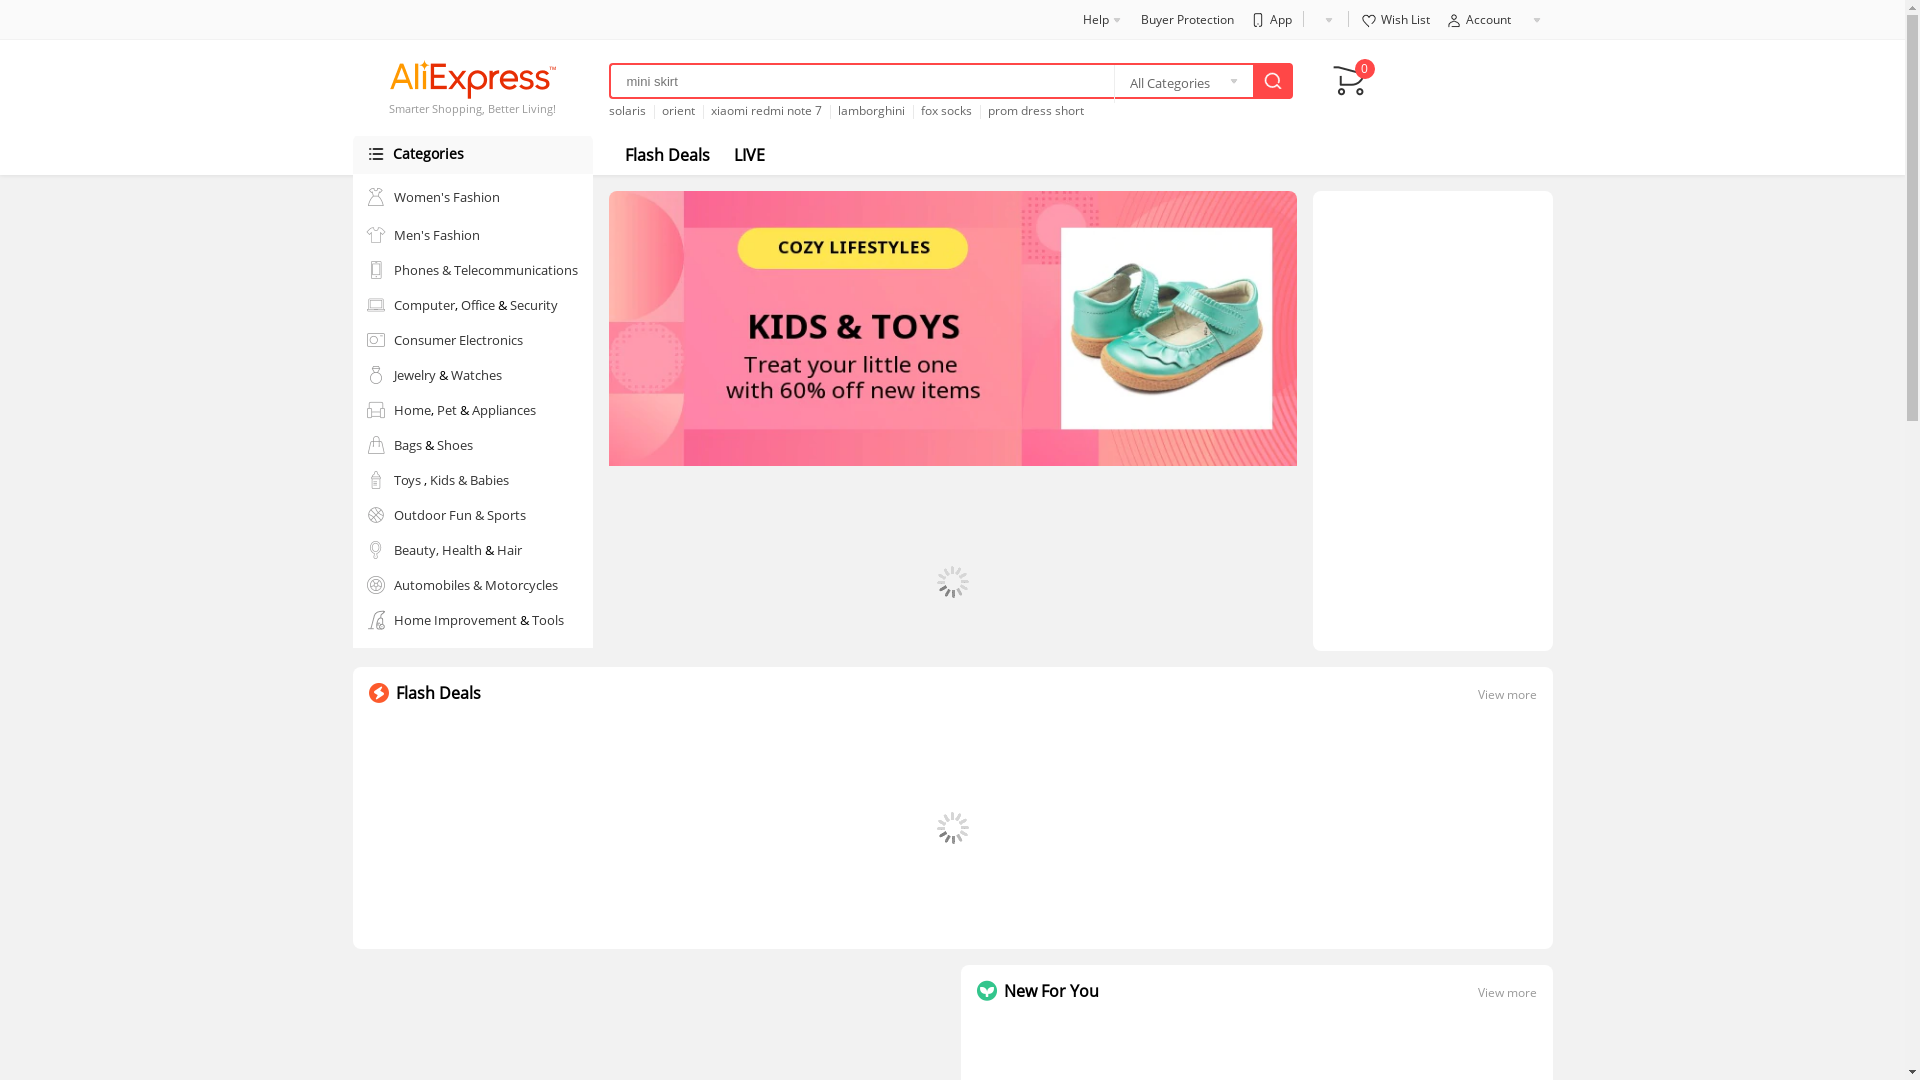 Help
Buyer Protection
App
Wish List
Account
AliExpress™
Smarter Shopping, Better Living!
mini skirt
All Categories
0
solaris
orient
xiaomi redmi note 7
lamborghini
fox socks
prom dress short
Categories
Flash Deals
LIVE
Women's Fashion
Men's Fashion
Phones & Telecommunications
Computer, Office & Security
Consumer Electronics
Jewelry & Watches
Home, Pet & Appliances
Bags & Shoes
Toys , Kids & Babies
Outdoor Fun & Sports
Beauty, Health & Hair
Automobiles & Motorcycles
Home Improvement & Tools
COZY LIFESTYLES
KIDS & TOYS
Treat your little one
with 60% off new items
Flash Deals
View more
New For You
View more